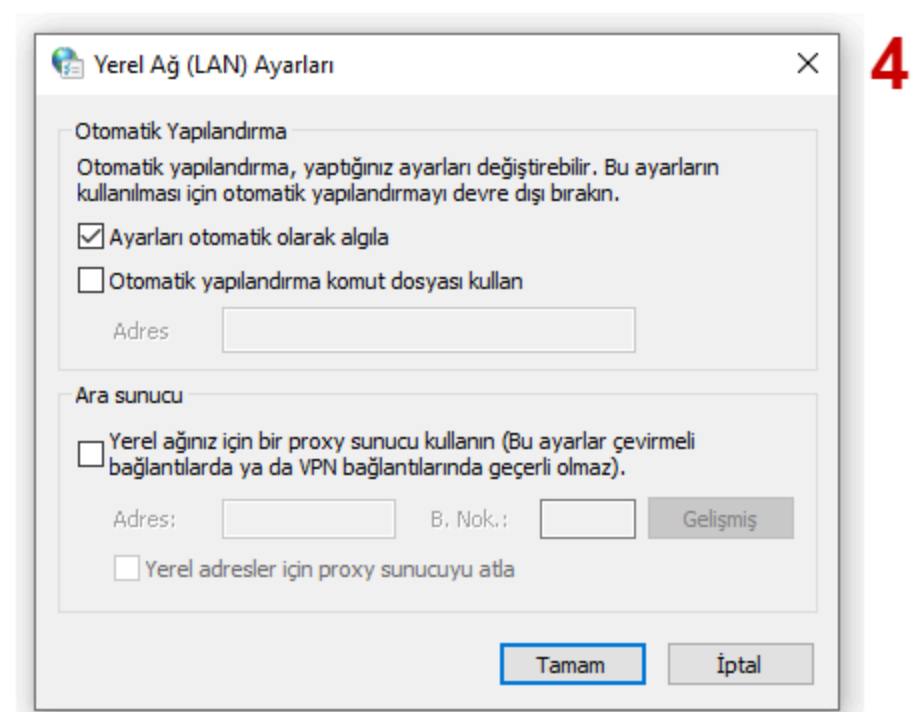 Yerel Ağ (LAN) Ayarları
4
Otomatik Yapılandırma
Otomatik yapılandırma, yaptığınız ayarları değiştirebilir. Bu ayarların
kullanılması için otomatik yapılandırmayı devre dışı bırakın.
Ayarları otomatik olarak algıla
Otomatik yapılandırma komut dosyası kullan
Adres
Ara sunucu
Yerel ağınız için bir proxy sunucu kullanın (Bu ayarlar çevirmeli
bağlantılarda ya da VPN bağlantılarında geçerli olmaz).
Adres: B. Nok.: Gelişmiş
Yerel adresler için proxy sunucuyu atla
Tamam İptal